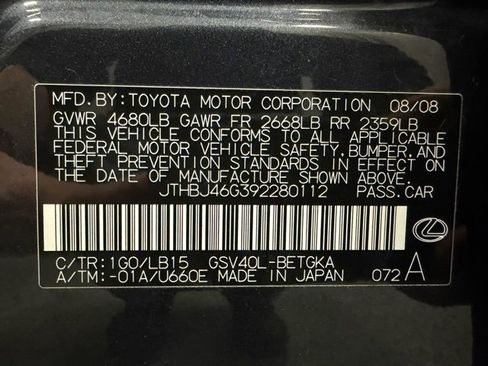 MFD. BY: TOYOTA MOTOR CORPORATION 08/08
GVWR 4680LB GAWR FR 2668LB RR 2359LB
THIS VEHICLE CONFORMS TO ALL APPLICABLE
FEDERAL MOTOR VEHICLE SAFETY, BUMPER, AND
THEFT PREVENTION STANDARDS IN EFFECT ON
THE DATE OF MANUFACTURE SHOWN ABOVE.
JTHBJ46G392280112 PASS.CAR
C/TR:1G0/LB15 GSV40L-BETGKA
A/TM:-01A/U660E MADE IN JAPAN 072 A